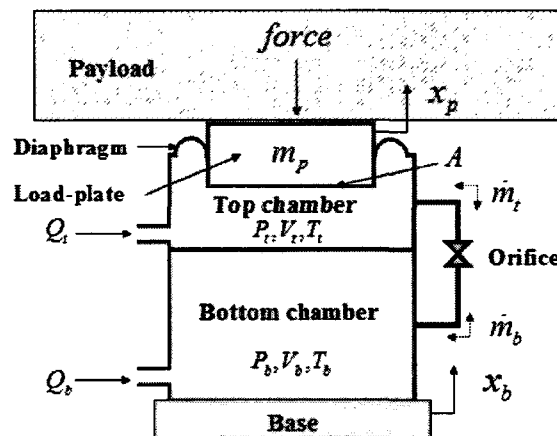 force
Payload
x_p
Diaphragm
m_p
A
Load-plate
ṁ_t
Top chamber
Q_t
P_t, V_t, T_t
Orifice
Bottom chamber
ṁ_b
P_b, V_b, T_b
Q_b
x_b
Base